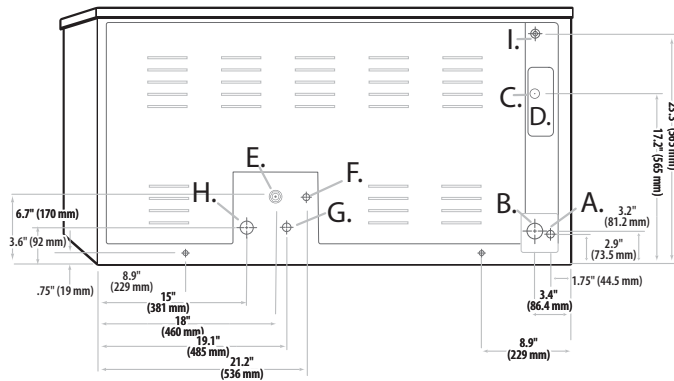 I.
C.
D.
E.
F.
H.
G.
B.
A.
17.2" (565 mm)
6.7" (170 mm)
3.6" (92 mm)
.75" (19 mm)
3.2"
(81.2 mm)
2.9"
(73.5 mm)
1.75" (44.5 mm)
8.9"
(229 mm)
15"
(381 mm)
18"
(460 mm)
19.1"
(485 mm)
21.2"
(536 mm)
3.4"
(86.4 mm)
8.9"
(229 mm)